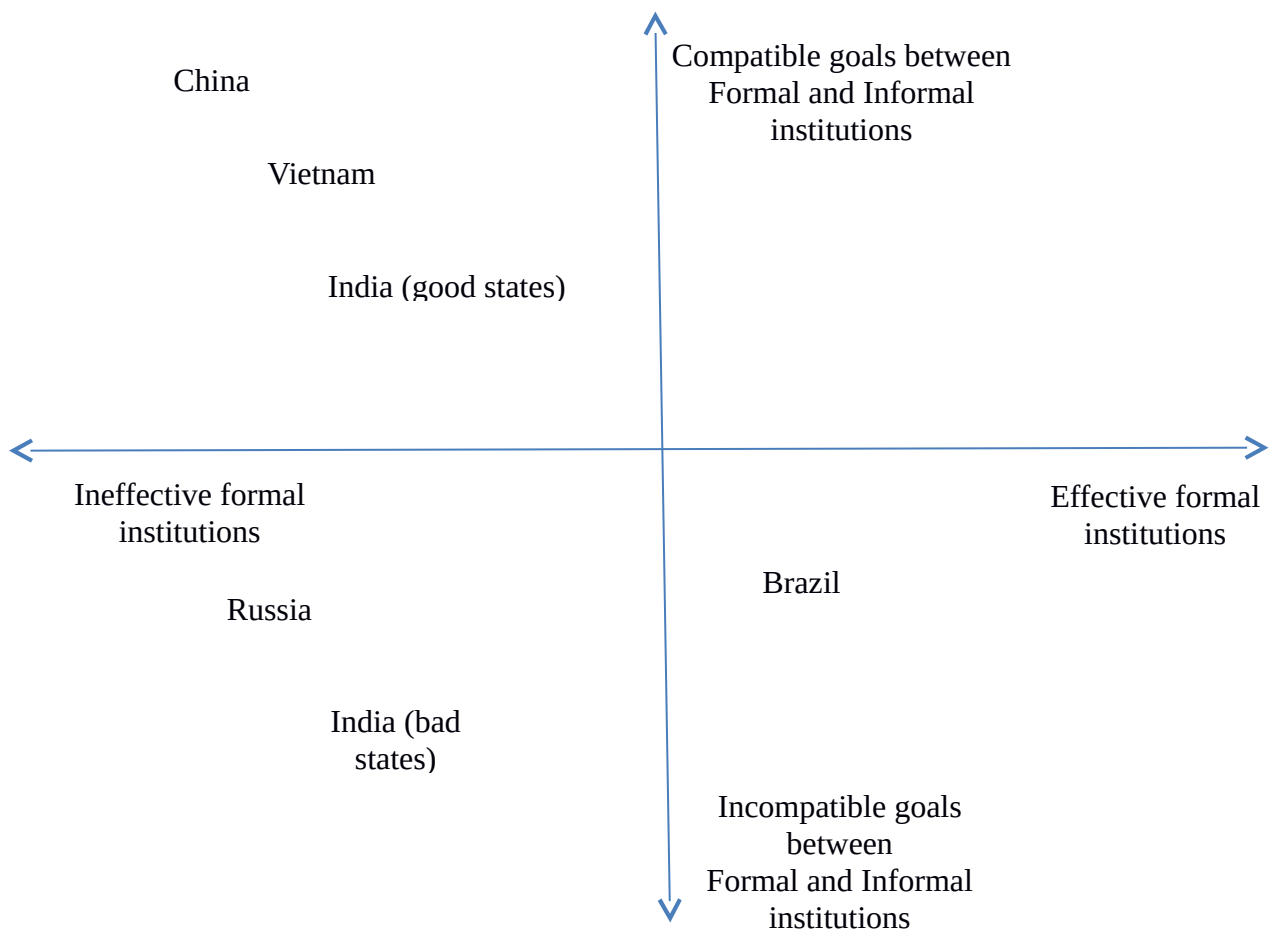 China
Compatible goals between
Formal and Informal
institutions
Vietnam
India (good states)
Ineffective formal
institutions
Effective formal
institutions
Russia
Brazil
India (bad
states)
Incompatible goals
between
Formal and Informal
institutions